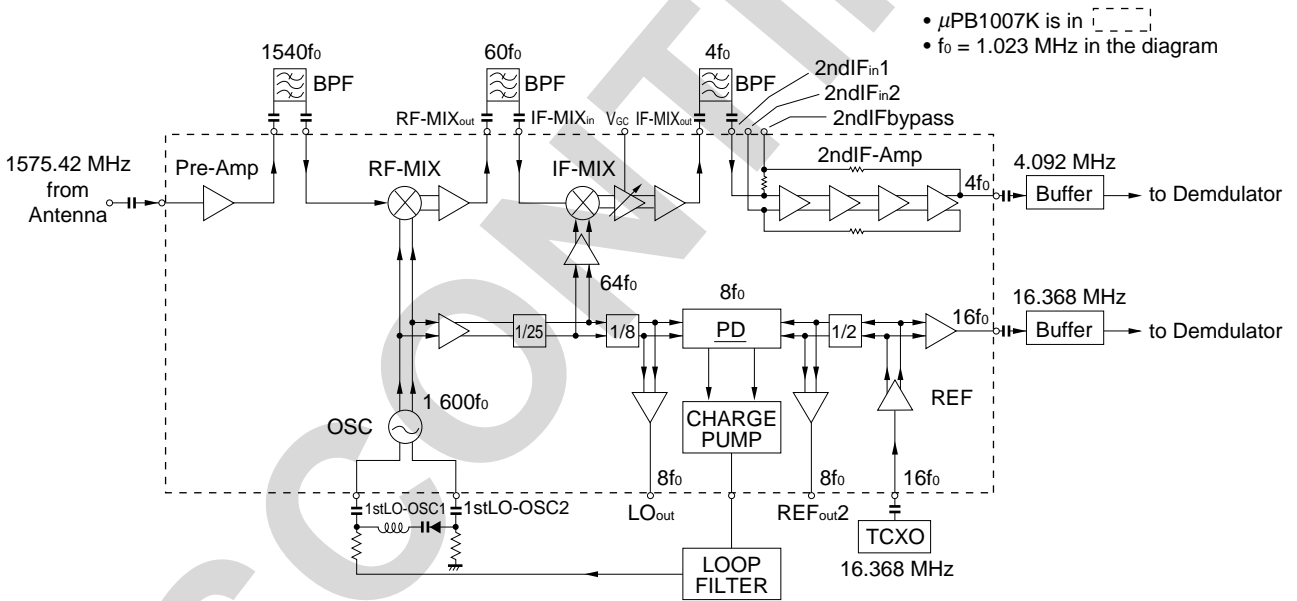 • μPB1007K is in
• f0 = 1.023 MHz in the diagram
1540f0
BPF
60f0
BPF
4f0
BPF
2ndIFin1
2ndIFin2
2ndIFbypass
RF-MIXout
IF-MIXin
VGC
IF-MIXout
1575.42 MHz
from
Antenna
Pre-Amp
RF-MIX
IF-MIX
2ndIF-Amp
4f0
4.092 MHz
Buffer
to Demdulator
64f0
8f0
1/25
1/8
PD
1/2
16f0
16.368 MHz
Buffer
to Demdulator
OSC
1 600f0
CHARGE
PUMP
REF
8f0
8f0
16f0
1stLO-OSC1
1stLO-OSC2
LOout
REFout2
TCXO
16.368 MHz
LOOP
FILTER